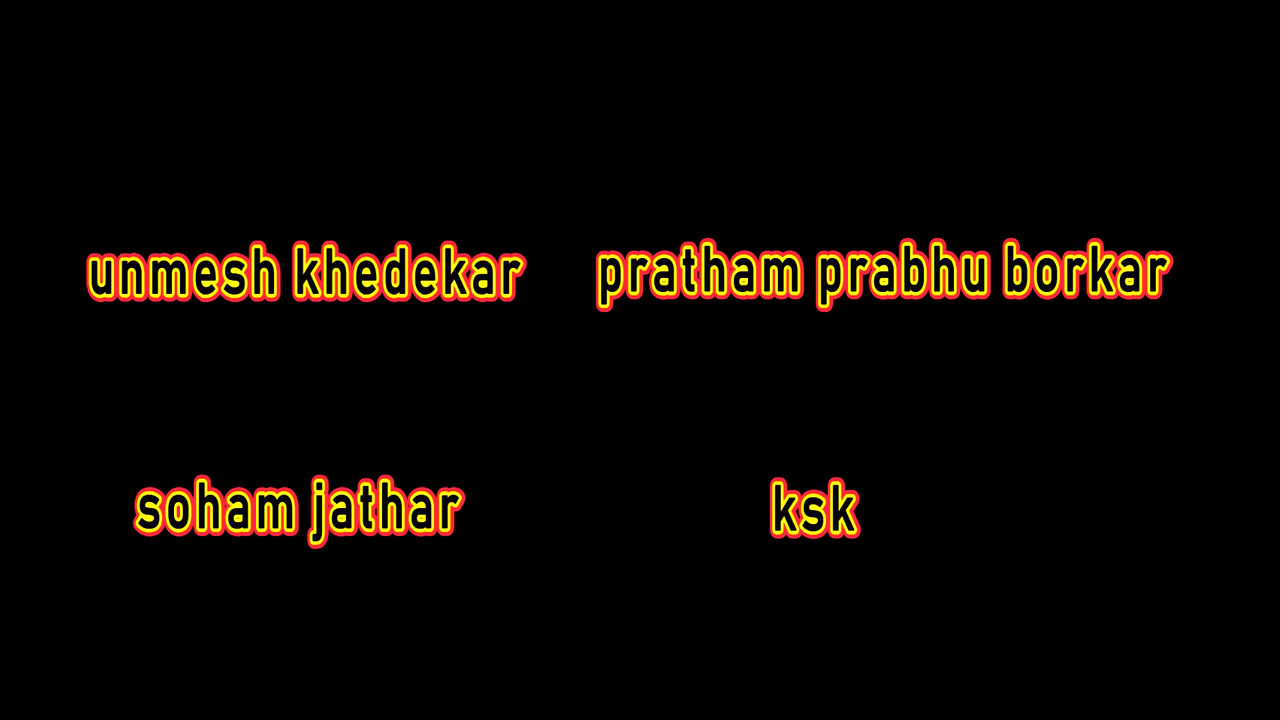 unmesh khedekar
pratham prabhu borkar
soham jathar
ksk